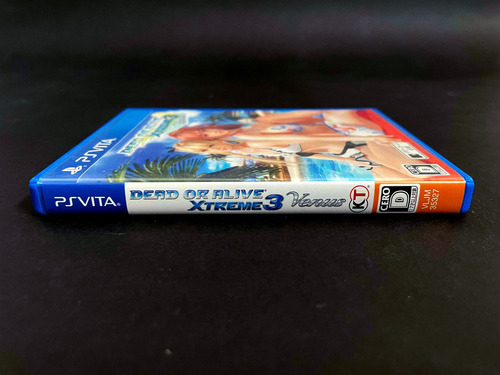 PSVITA
PSVITA
DEAD OR ALIVE
XTREME 3 Venus
KT
CERO
D
VLJM
35327
D